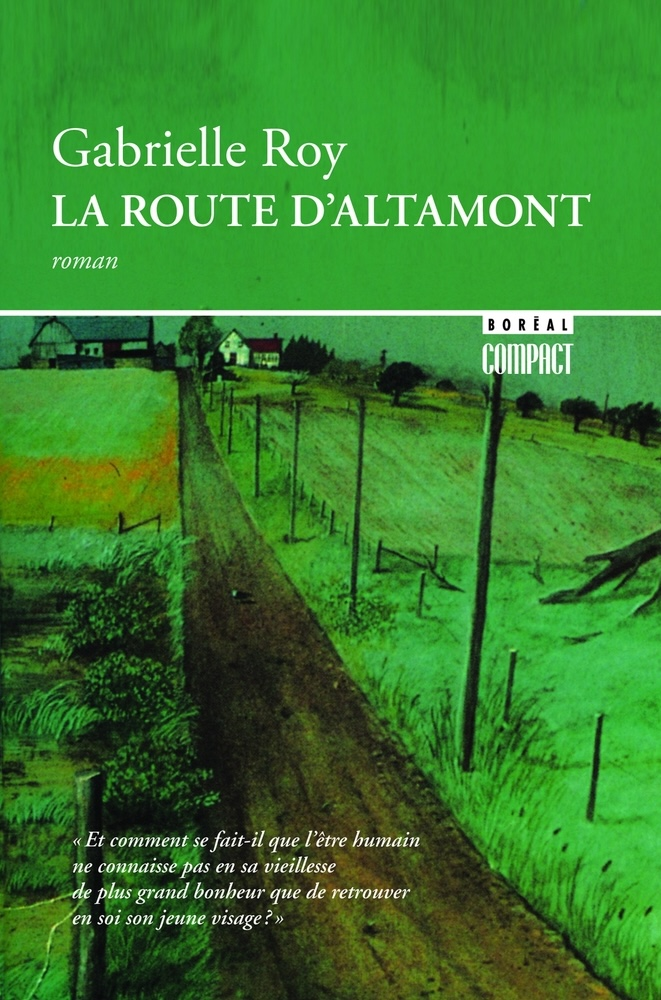 Gabrielle Roy
LA ROUTE D'ALTAMONT
roman
BORÉAL
COMPACT
« Et comment se fait-il que l'être humain
ne connaisse pas en sa vieillesse
de plus grand bonheur que de retrouver
en soi son jeune visage ? »